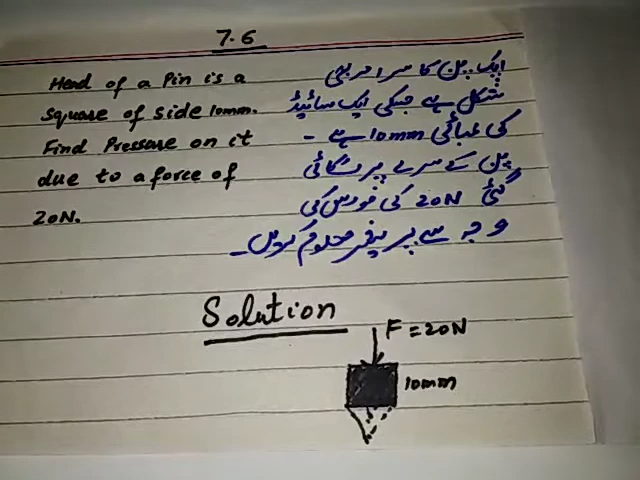 7.6
Head of a Pin is a
Square of side 10mm.
Find Pressure on it
due to a force of
20N.
ایک پن کا سرا مربعی
شکل ہے جسکی ایک سائیڈ
کی لمبائی 10mm ہے -
پن کے سرے پر لگائی
گئی 20N کی فورس کی
وجہ سے پریشر معلوم کریں-
Solution
F = 20N
10mm